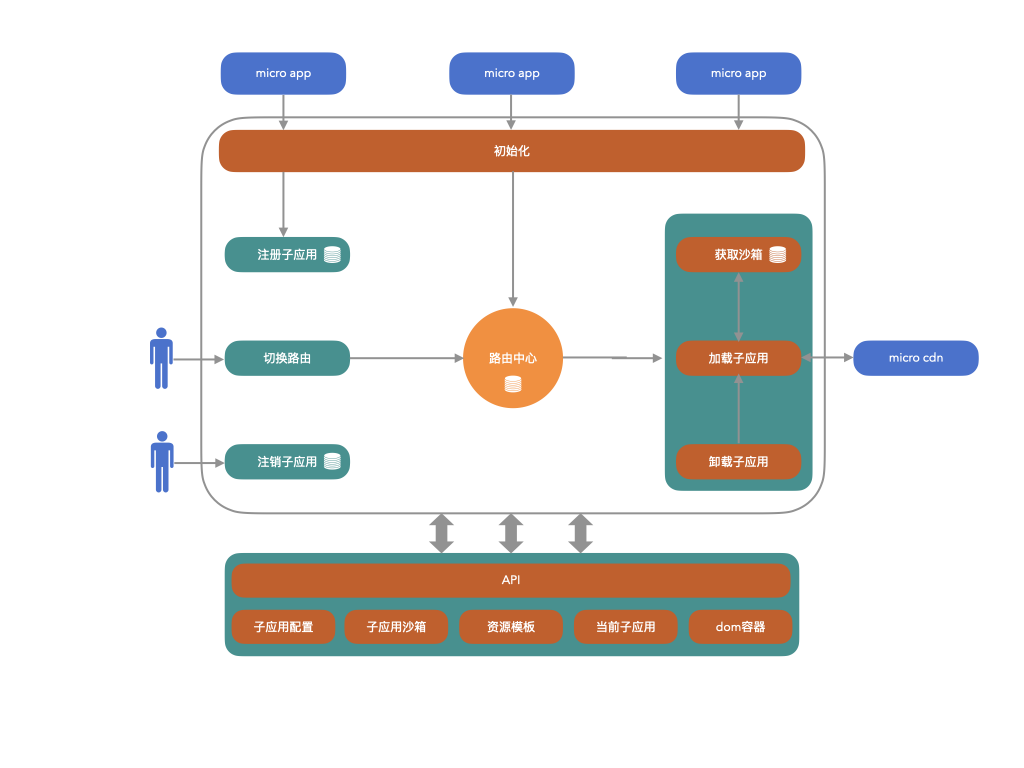 micro app
micro app
micro app
初始化
注册子应用
获取沙箱
切换路由
路由中心
加载子应用
micro cdn
注销子应用
卸载子应用
API
子应用配置
子应用沙箱
资源模板
当前子应用
dom容器